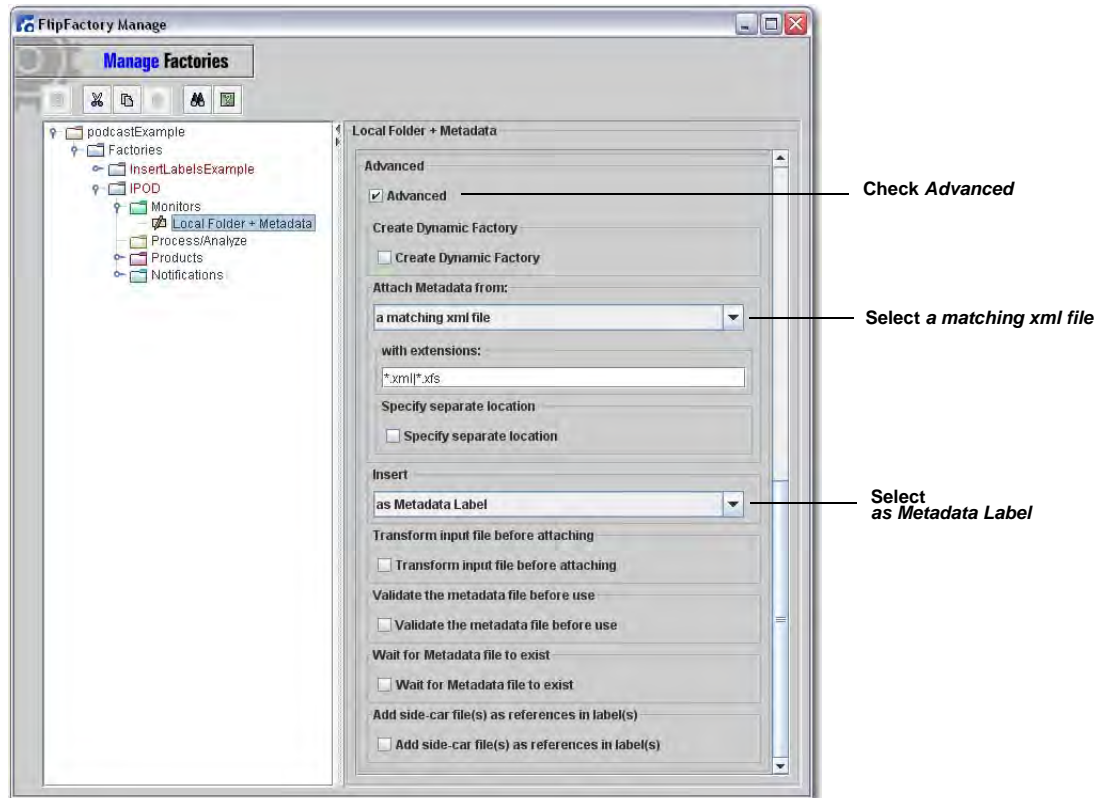 FlipFactory Manage
Manage Factories
podcastExample
Factories
InsertLabelsExample
IPOD
Monitors
Local Folder + Metadata
Process/Analyze
Products
Notifications
Local Folder + Metadata
Advanced
Advanced
Create Dynamic Factory
Create Dynamic Factory
Attach Metadata from:
a matching xml file
with extensions:
*.xml|*.xfs
Specify separate location
Specify separate location
Insert
as Metadata Label
Transform input file before attaching
Transform input file before attaching
Validate the metadata file before use
Validate the metadata file before use
Wait for Metadata file to exist
Wait for Metadata file to exist
Add side-car file(s) as references in label(s)
Add side-car file(s) as references in label(s)
Check Advanced
Select a matching xml file
Select
as Metadata Label